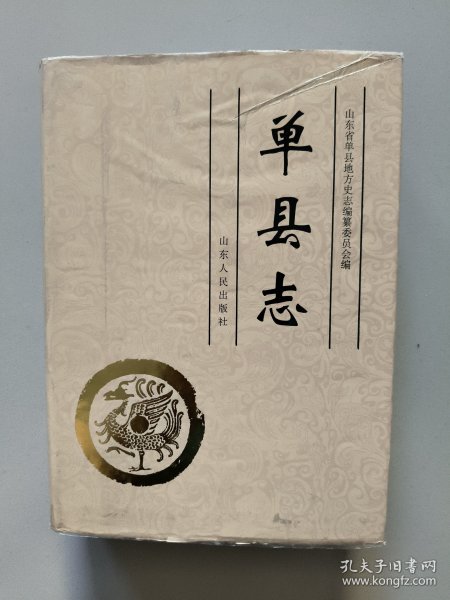 山东省单县地方史志编纂委员会编
单县志
山东人民出版社
孔夫子旧书网
www.kongfz.com